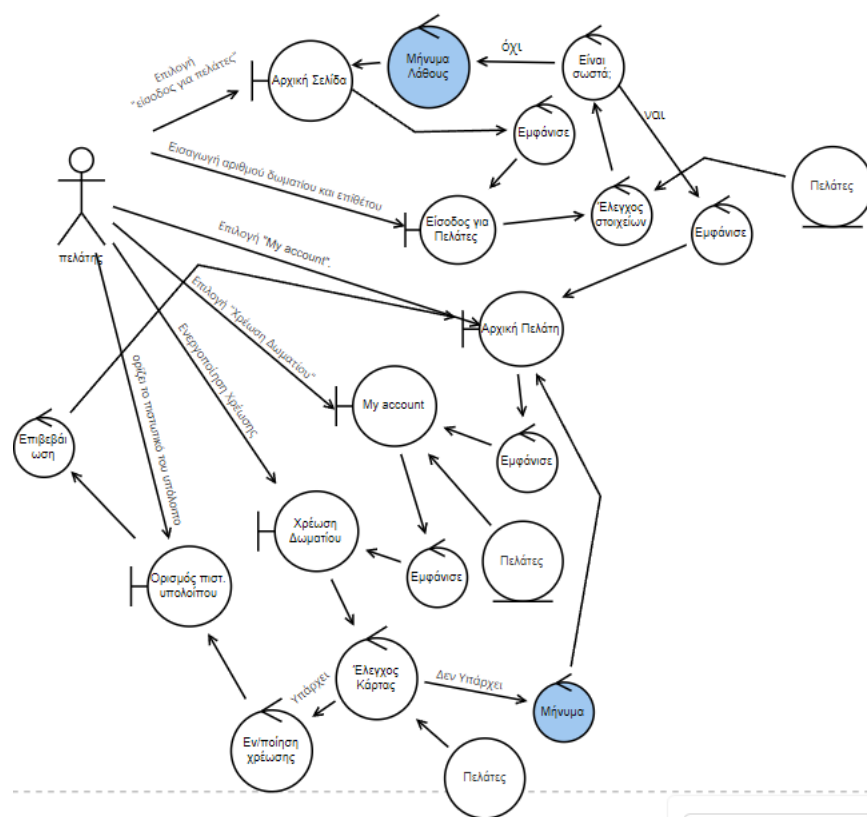 Επιλογή
"είσοδος για πελάτες"
Αρχική Σελίδα
Μήνυμα
Λάθους
όχι
Είναι
σωστά;
ναι
Εμφάνισε
Εισαγωγή αριθμού δωματίου και επιθέτου
Είσοδος για
Πελάτες
Έλεγχος
στοιχείων
Πελάτες
Εμφάνισε
πελάτης
Επιλογή "My account".
Αρχική Πελάτη
Επιλογή "Χρέωση Δωματίου"
My account
Εμφάνισε
Ενεργοποίηση Χρέωσης
ορίζει το πιστωτικό του υπόλοιπο
Επιβεβαί
ωση
Χρέωση
Δωματίου
Εμφάνισε
Πελάτες
Ορισμός πιστ.
υπολοίπου
Έλεγχος
Κάρτας
Υπάρχει
Δεν Υπάρχει
Μήνυμα
Εν/ποίηση
χρέωσης
Πελάτες